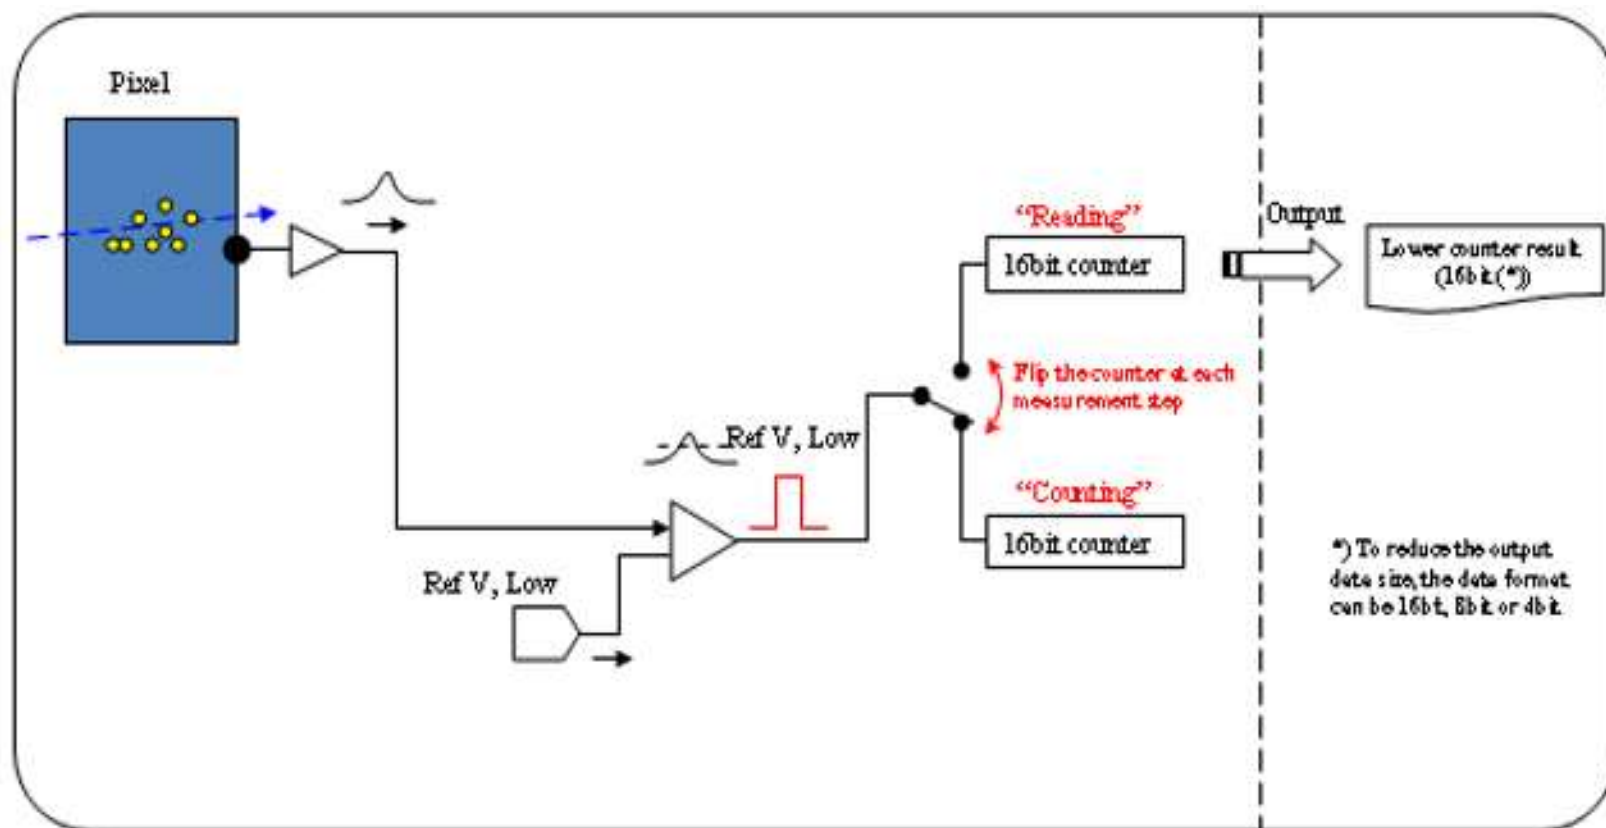 Pixel
"Reading"
16bit counter
Output
Lower counter result
(16bit(*))
Flip the counter at each
measurement step
Ref V, Low
"Counting"
16bit counter
Ref V, Low
*) To reduce the output
data size, the data format
can be 16bt, 8bit or 4bit